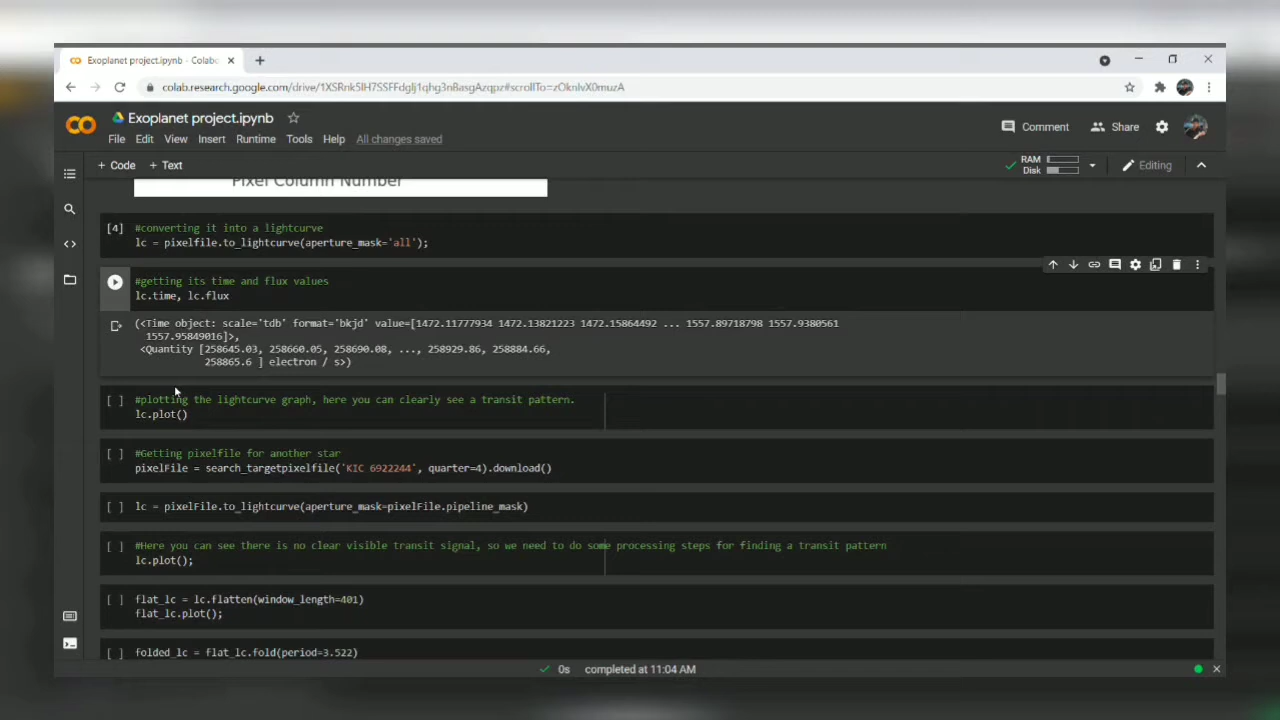 Exoplanet project.ipynb - Colabo
colab.research.google.com/drive/1XSRnk5lH7SSFFdglj1qhg3nBasgAzqpz#scrollTo=zOknIvX0muzA
Exoplanet project.ipynb
Comment
Share
File Edit View Insert Runtime Tools Help All changes saved
+ Code + Text
RAM
Disk
Editing
Pixel Column Number
[4] #converting it into a lightcurve
lc = pixelfile.to_lightcurve(aperture_mask='all');
#getting its time and flux values
lc.time, lc.flux
(<Time object: scale='tdb' format='bkjd' value=[1472.11777934 1472.13821223 1472.15864492 ... 1557.89718798 1557.9380561
1557.95849016]>,
<Quantity [258645.03, 258660.05, 258690.08, ..., 258929.86, 258884.66,
258865.6 ] electron / s>)
[ ] #plotting the lightcurve graph, here you can clearly see a transit pattern.
lc.plot()
[ ] #Getting pixelfile for another star
pixelFile = search_targetpixelfile('KIC 6922244', quarter=4).download()
[ ] lc = pixelFile.to_lightcurve(aperture_mask=pixelFile.pipeline_mask)
[ ] #Here you can see there is no clear visible transit signal, so we need to do some processing steps for finding a transit pattern
lc.plot();
[ ] flat_lc = lc.flatten(window_length=401)
flat_lc.plot();
[ ] folded_lc = flat_lc.fold(period=3.522)
0s completed at 11:04 AM